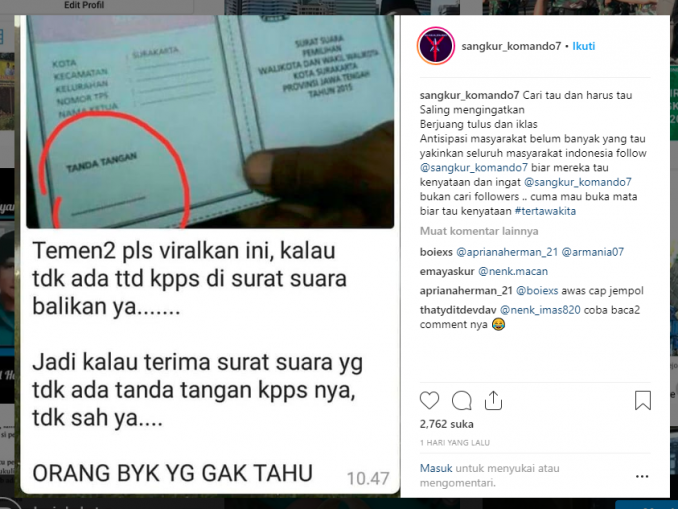 Edit Profil
KOTA
SURAKARTA
KECAMATAN
KELURAHAN
NOMOR TPS
NAMA KETUA
TANDA TANGAN
SURAT SUARA
PEMILIHAN
WALIKOTA DAN WAKIL WALIKOTA
KOTA SURAKARTA
PROVINSI JAWA TENGAH
TAHUN 2015
Temen2 pls viralkan ini, kalau
tdk ada ttd kpps di surat suara
balikan ya.......
Jadi kalau terima surat suara yg
tdk ada tanda tangan kpps nya,
tdk sah ya....
ORANG BYK YG GAK TAHU
10.47
sangkur_komando7 • Ikuti
sangkur_komando7 Cari tau dan harus tau
Saling mengingatkan
Berjuang tulus dan iklas
Antisipasi masyarakat belum banyak yang tau
yakinkan seluruh masyarakat indonesia follow
@sangkur_komando7 biar mereka tau
kenyataan dan ingat @sangkur_komando7
bukan cari followers .. cuma mau buka mata
biar tau kenyataan #tertawakita
Muat komentar lainnya
boiexs @aprianaherman_21 @armania07
emayaskur @nenk.macan
aprianaherman_21 @boiexs awas cap jempol
thatyditdevdav @nenk_imas820 coba baca2
comment nya 😂
2,762 suka
1 HARI YANG LALU
Masuk untuk menyukai atau
mengomentari.